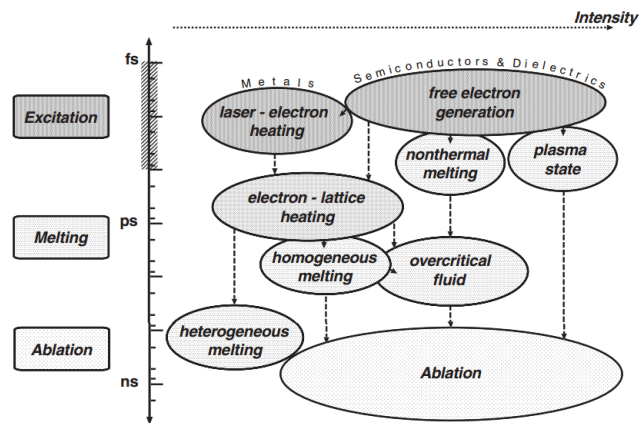 Intensity
fs
Metals
Semiconductors & Dielectrics
Excitation
laser - electron
heating
free electron
generation
nonthermal
melting
plasma
state
electron - lattice
heating
ps
Melting
homogeneous
melting
overcritical
fluid
heterogeneous
melting
Ablation
Ablation
ns